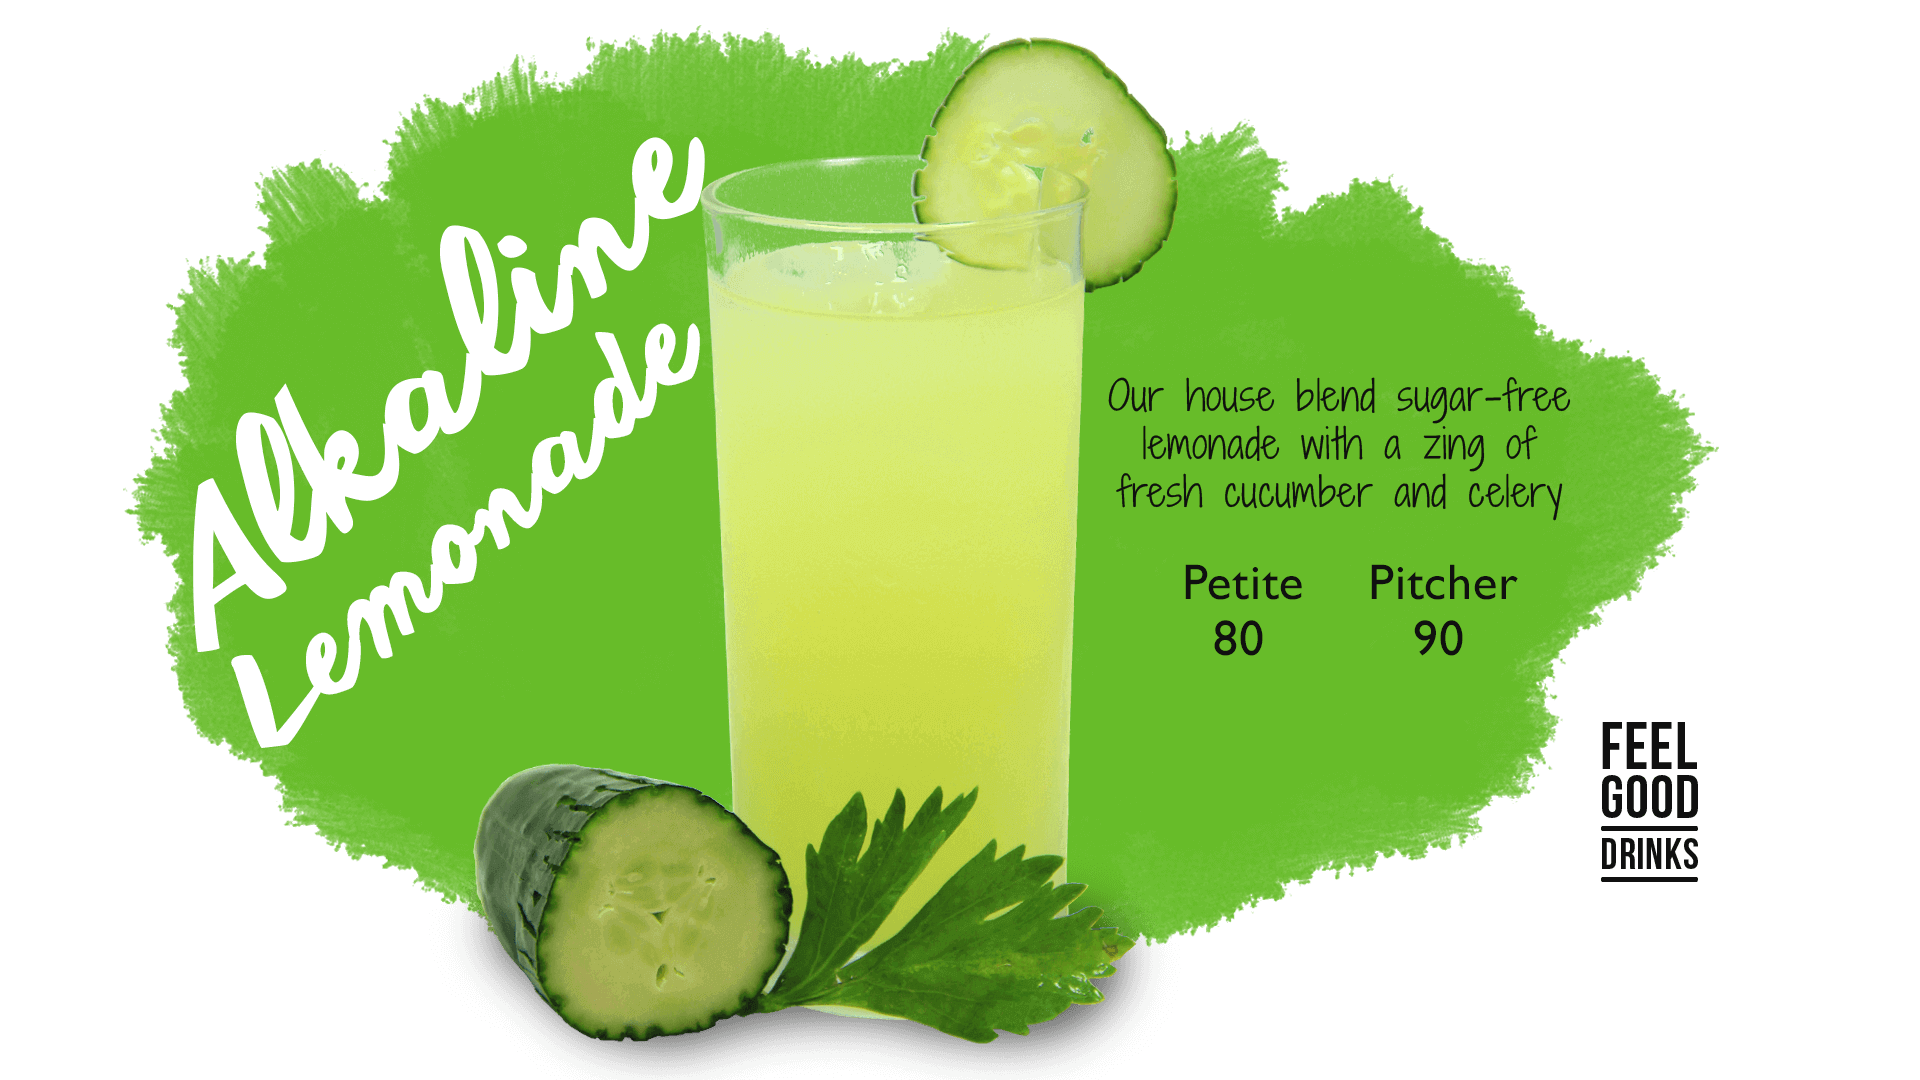 Alkaline
Lemonade
Our house blend sugar-free
lemonade with a zing of
fresh cucumber and celery
Petite Pitcher
80 90
FEEL
GOOD
DRINKS